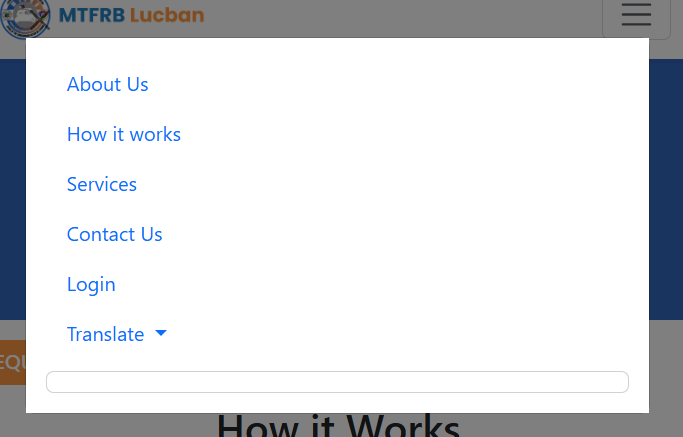 MTFRB Lucban
About Us
How it works
Services
Contact Us
Login
Translate
EQU
How it Works